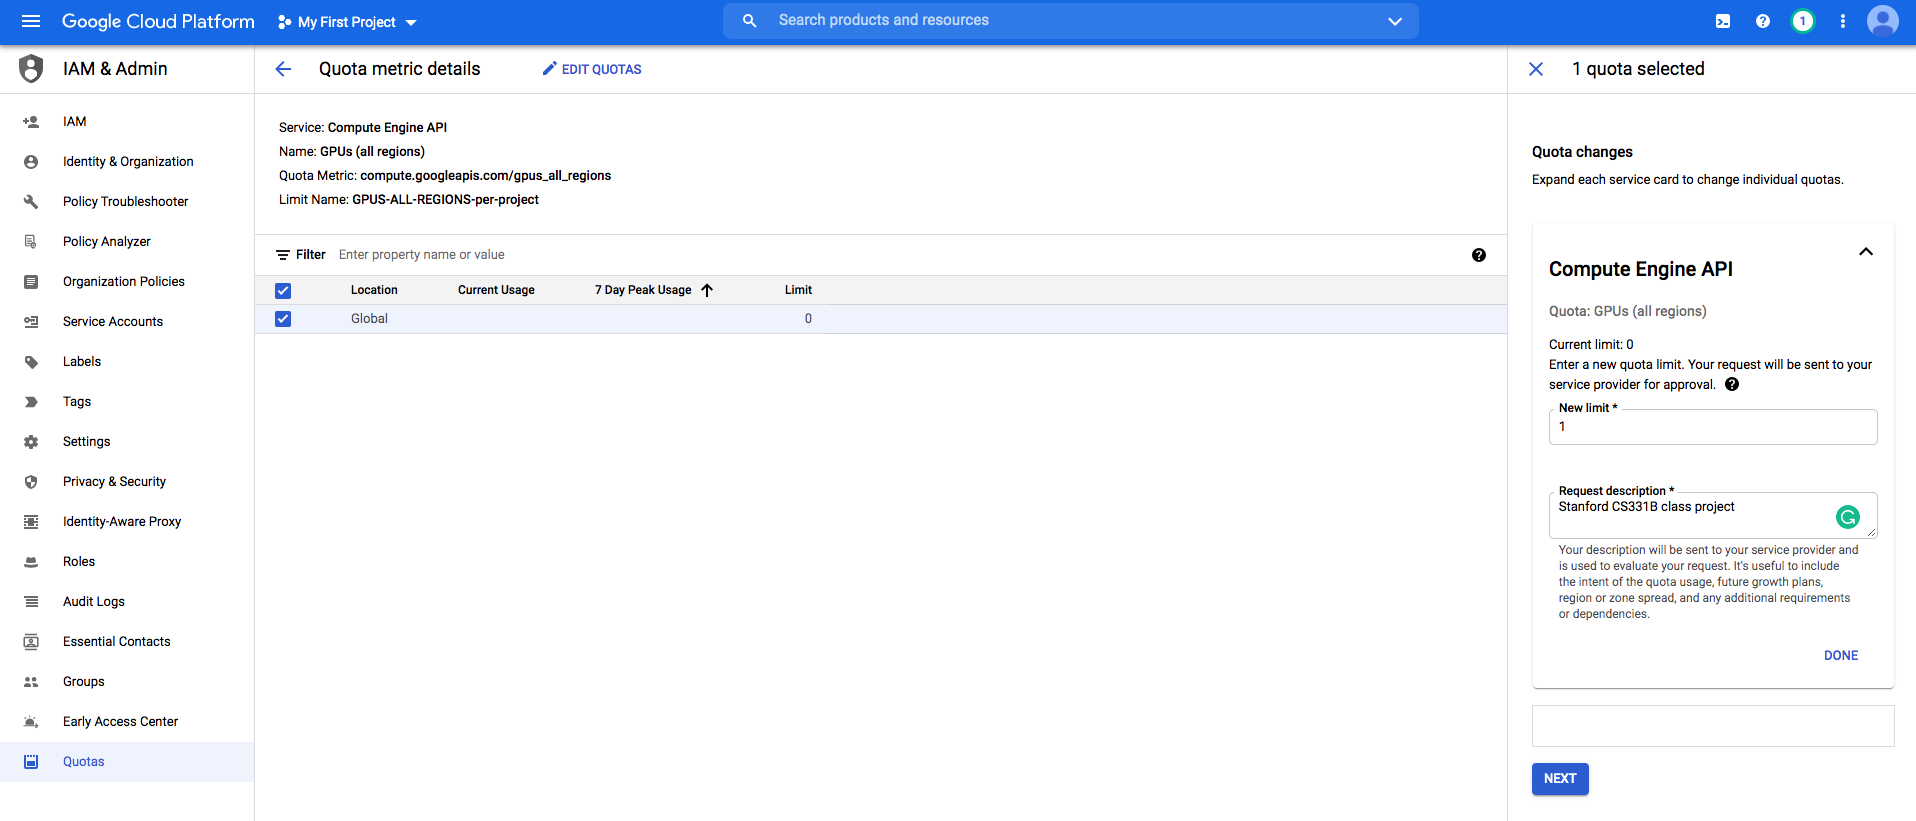 Google Cloud Platform
My First Project
Search products and resources
1
IAM & Admin
IAM
Identity & Organization
Policy Troubleshooter
Policy Analyzer
Organization Policies
Service Accounts
Labels
Tags
Settings
Privacy & Security
Identity-Aware Proxy
Roles
Audit Logs
Essential Contacts
Groups
Early Access Center
Quotas
Quota metric details
EDIT QUOTAS
Service: Compute Engine API
Name: GPUs (all regions)
Quota Metric: compute.googleapis.com/gpus_all_regions
Limit Name: GPUS-ALL-REGIONS-per-project
Filter Enter property name or value
Location Current Usage 7 Day Peak Usage Limit
Global 0
1 quota selected
Quota changes
Expand each service card to change individual quotas.
Compute Engine API
Quota: GPUs (all regions)
Current limit: 0
Enter a new quota limit. Your request will be sent to your
service provider for approval.
New limit *
1
Request description *
Stanford CS331B class project
Your description will be sent to your service provider and
is used to evaluate your request. It's useful to include
the intent of the quota usage, future growth plans,
region or zone spread, and any additional requirements
or dependencies.
DONE
NEXT